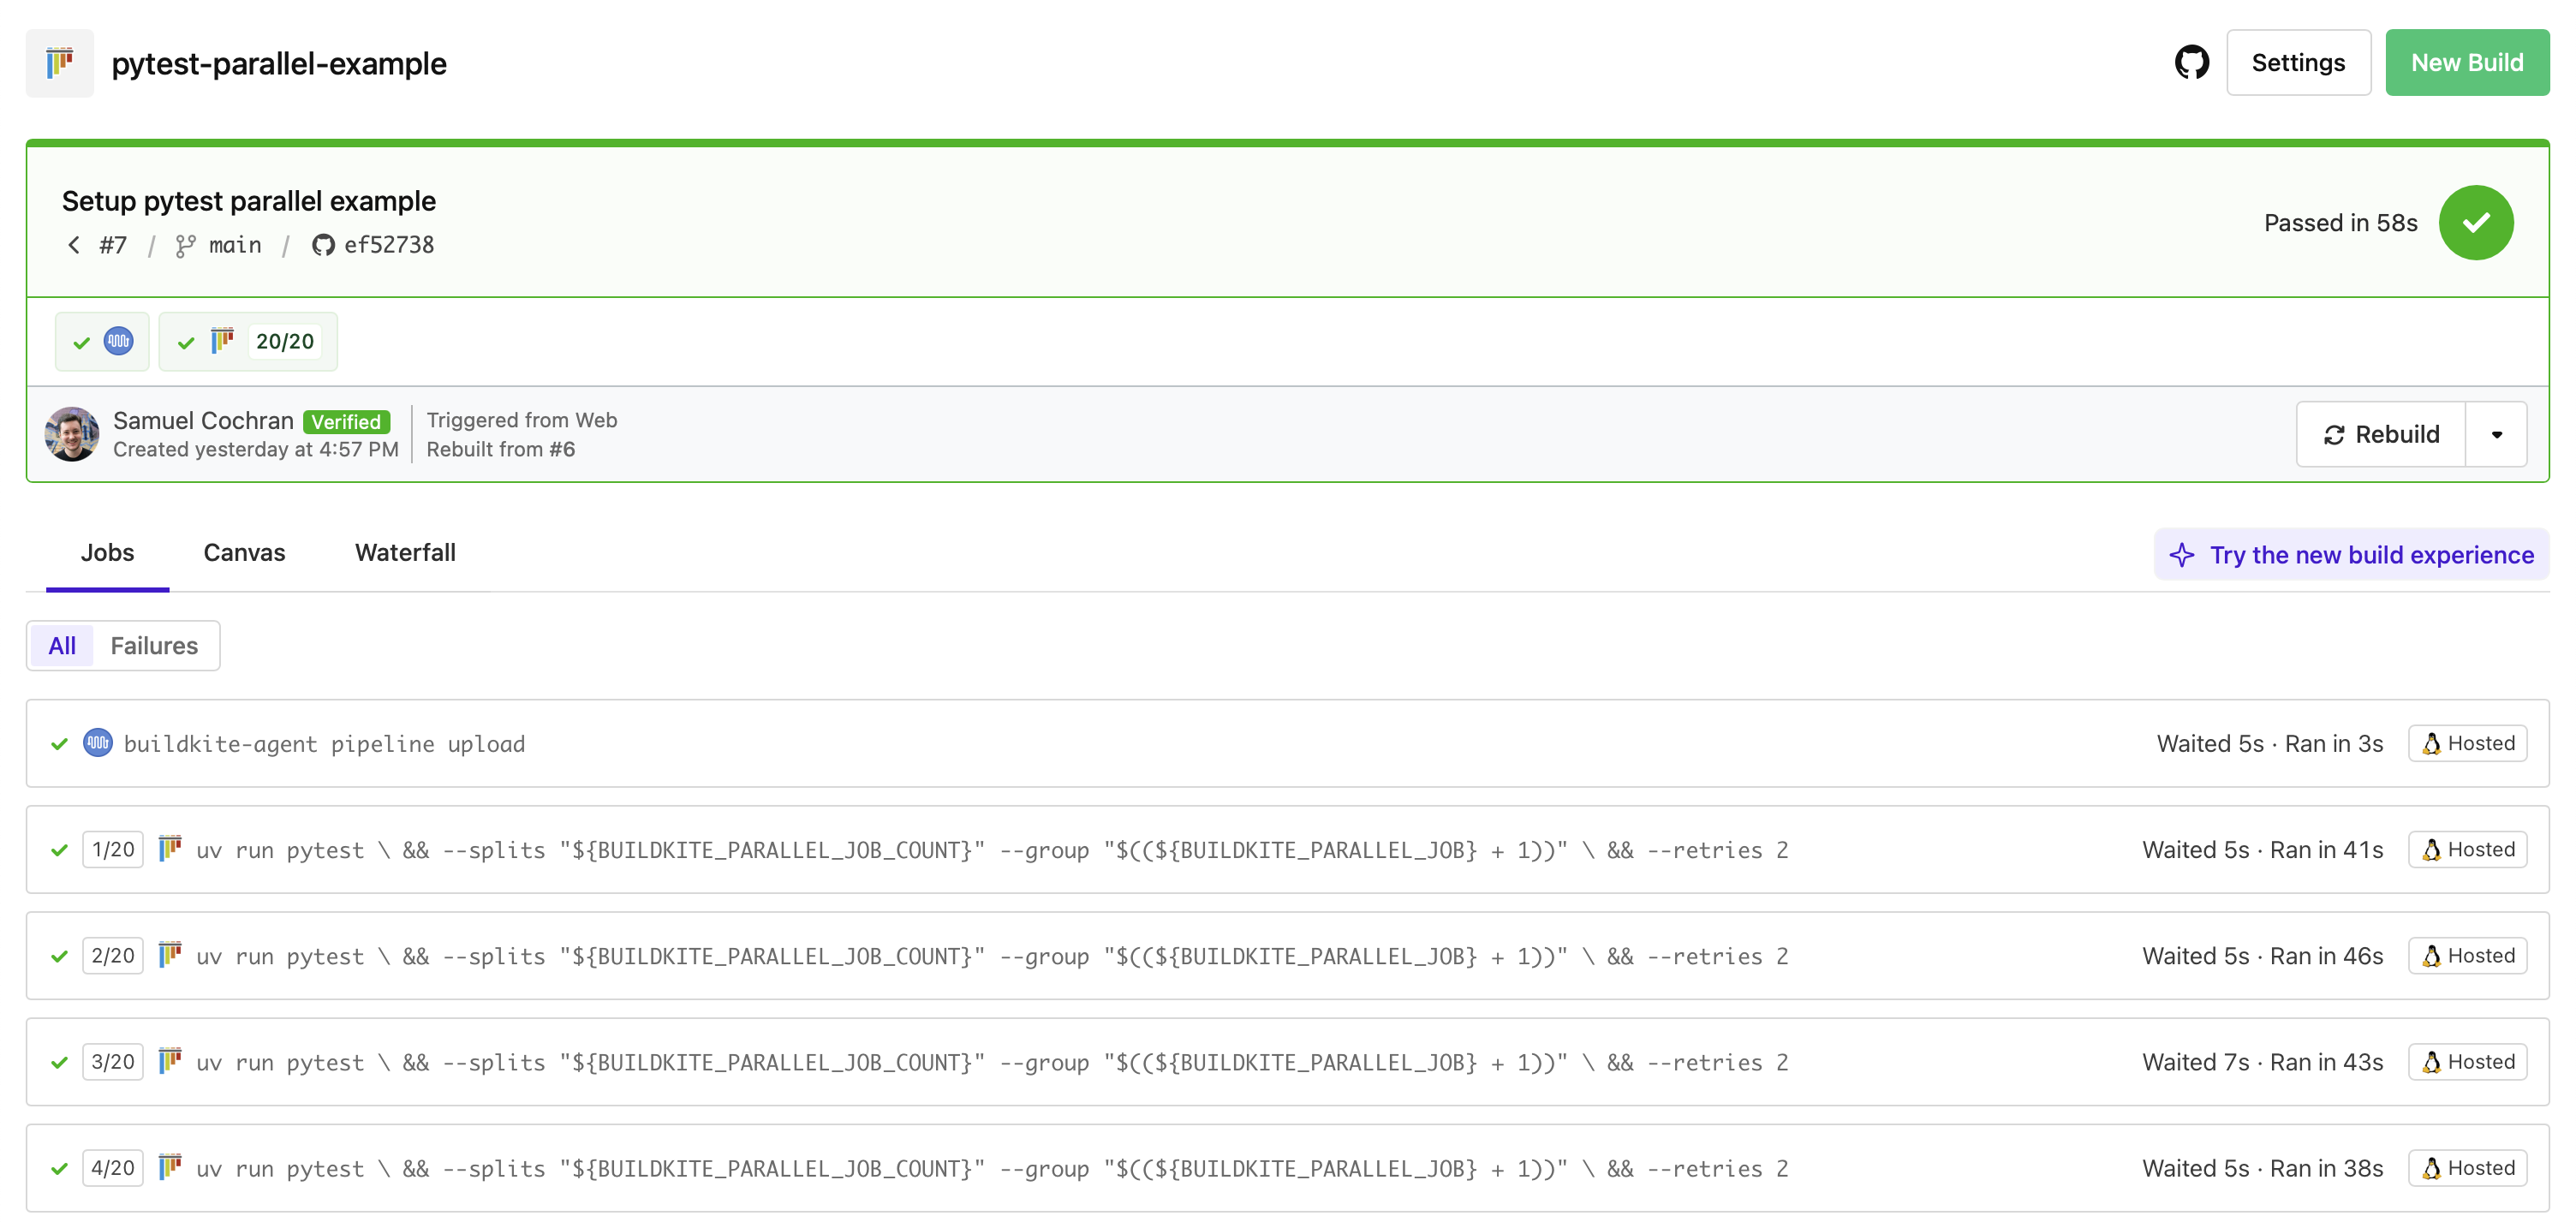 pytest-parallel-example
Settings
New Build
Setup pytest parallel example
#7 / main / ef52738
Passed in 58s
20/20
Samuel Cochran Verified
Created yesterday at 4:57 PM
Triggered from Web
Rebuilt from #6
Rebuild
Jobs Canvas Waterfall
Try the new build experience
All Failures
buildkite-agent pipeline upload Waited 5s · Ran in 3s Hosted
1/20 uv run pytest \ && --splits "${BUILDKITE_PARALLEL_JOB_COUNT}" --group "$((${BUILDKITE_PARALLEL_JOB} + 1))" \ && --retries 2 Waited 5s · Ran in 41s Hosted
2/20 uv run pytest \ && --splits "${BUILDKITE_PARALLEL_JOB_COUNT}" --group "$((${BUILDKITE_PARALLEL_JOB} + 1))" \ && --retries 2 Waited 5s · Ran in 46s Hosted
3/20 uv run pytest \ && --splits "${BUILDKITE_PARALLEL_JOB_COUNT}" --group "$((${BUILDKITE_PARALLEL_JOB} + 1))" \ && --retries 2 Waited 7s · Ran in 43s Hosted
4/20 uv run pytest \ && --splits "${BUILDKITE_PARALLEL_JOB_COUNT}" --group "$((${BUILDKITE_PARALLEL_JOB} + 1))" \ && --retries 2 Waited 5s · Ran in 38s Hosted